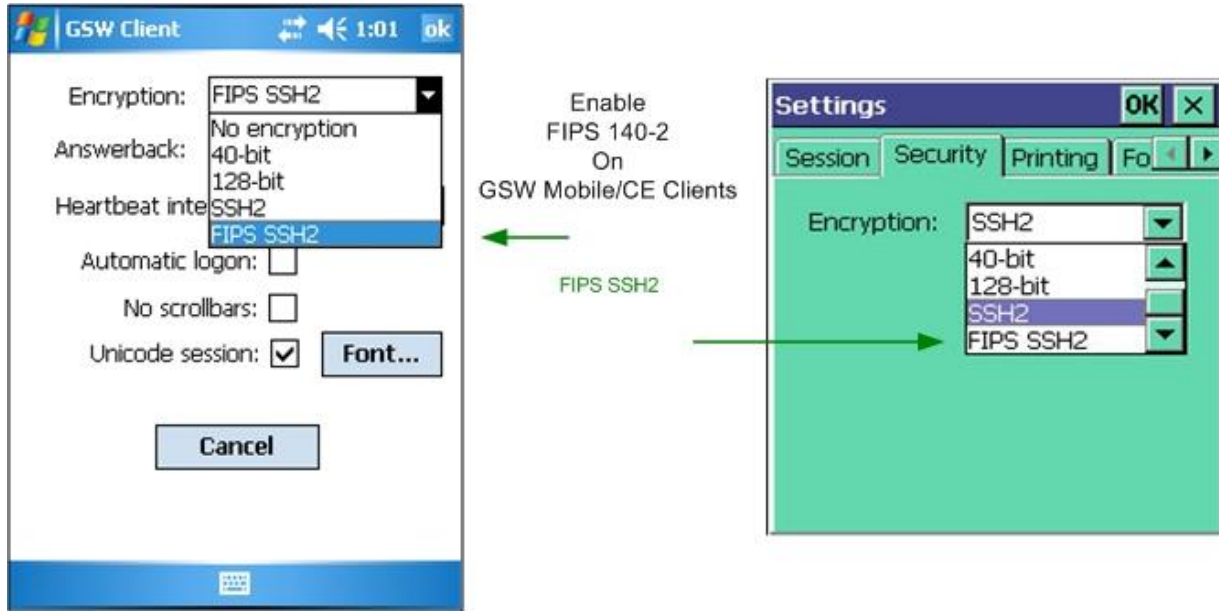 GSW Client 1:01 ok
Encryption: FIPS SSH2
No encryption
Answerback: 40-bit
128-bit
Heartbeat inte SSH2
FIPS SSH2
Automatic logon:
No scrollbars:
Unicode session: Font...
Cancel
Enable
FIPS 140-2
On
GSW Mobile/CE Clients
FIPS SSH2
Settings OK
Session Security Printing Fo
Encryption: SSH2
40-bit
128-bit
SSH2
FIPS SSH2